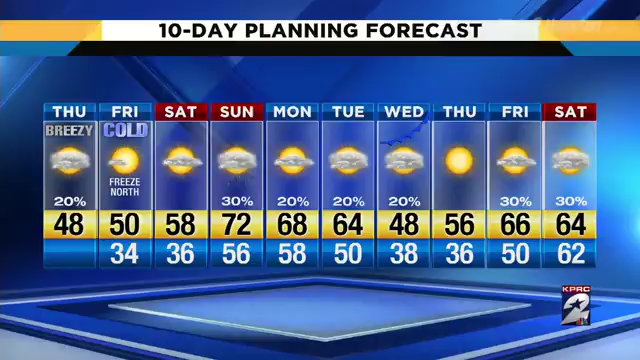 10-DAY PLANNING FORECAST
THU FRI SAT SUN MON TUE WED THU FRI SAT
BREEZY COLD
FREEZE
NORTH
20% 30% 20% 20% 20% 30% 30%
48 50 58 72 68 64 48 56 66 64
34 36 56 58 50 38 36 50 62
KPRC
2